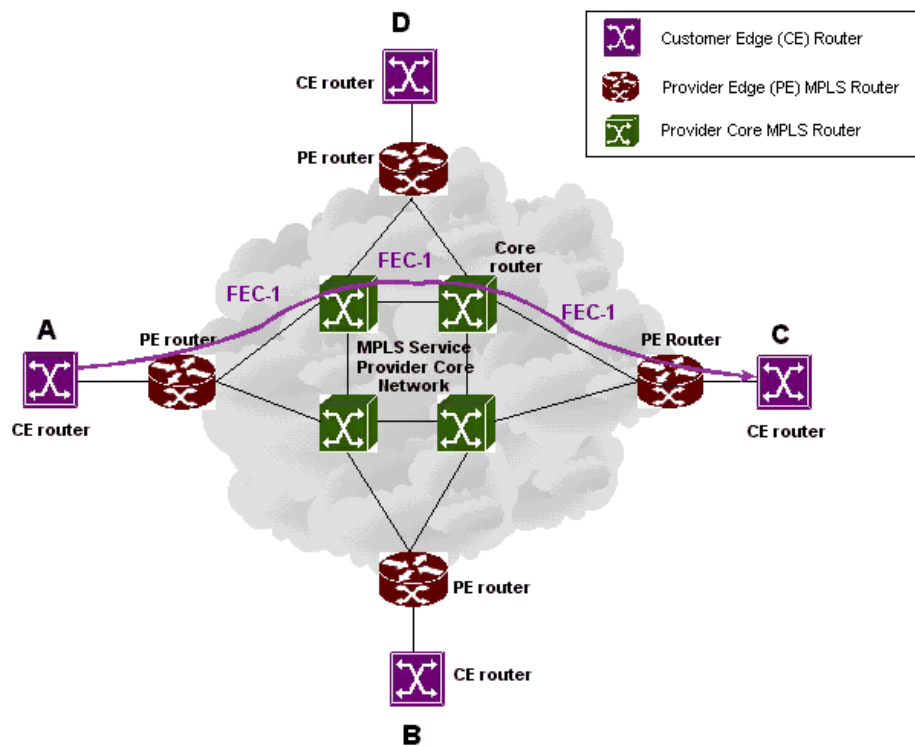 D
Customer Edge (CE) Router
CE router
Provider Edge (PE) MPLS Router
Provider Core MPLS Router
PE router
Core
router
FEC-1
FEC-1
FEC-1
A
PE router
PE Router
C
MPLS Service
Provider Core
Network
CE router
CE router
PE router
CE router
B